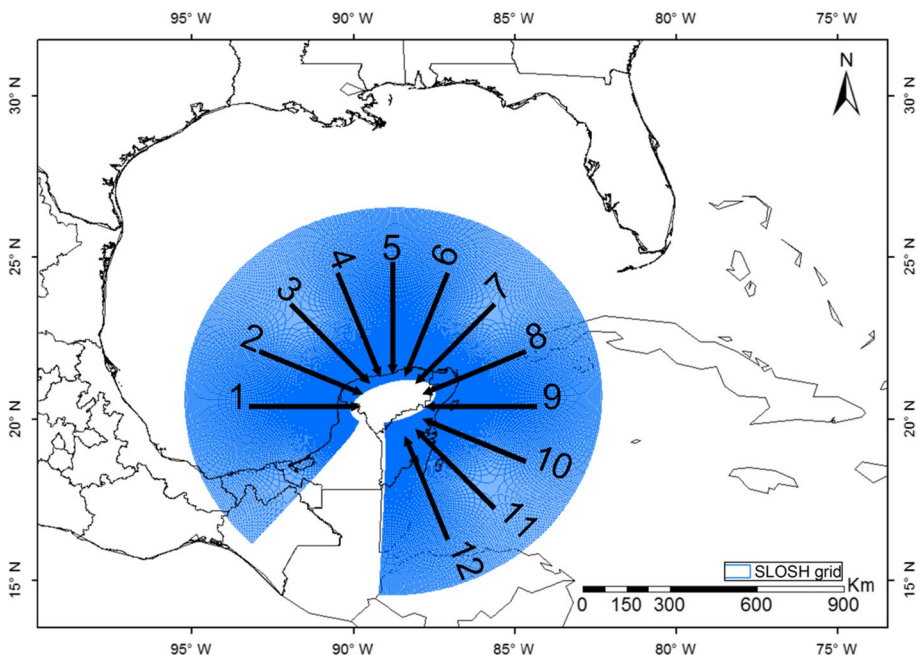 95° W 90° W 85° W 80° W 75° W
N
30° N 30° N
25° N 25° N
5
4 6
3 7
2 8
1 9
20° N 20° N
10
11
12
SLOSH grid
15° N 15° N
Km
0 150 300 600 900
95° W 90° W 85° W 80° W 75° W